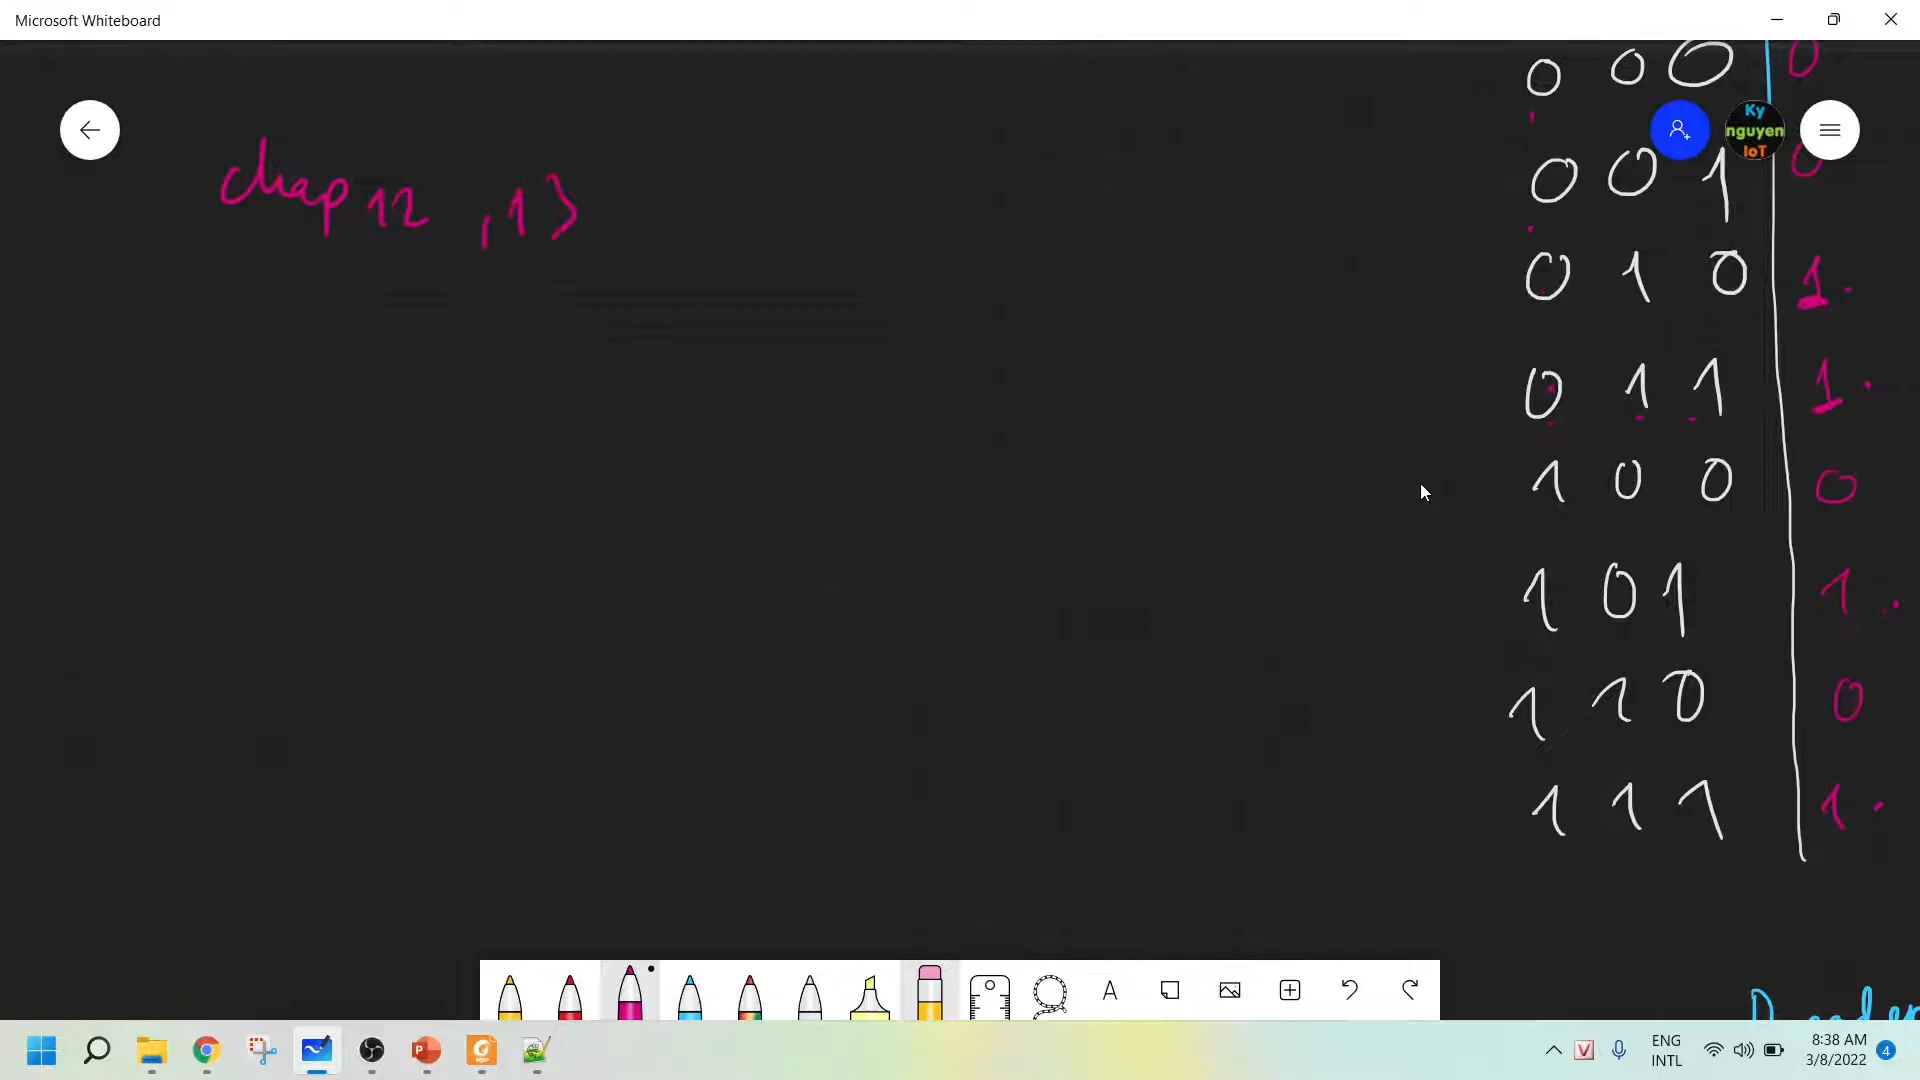 Microsoft Whiteboard
0 0 0 0
Ky
nguyen
IoT
chap 12 , 13
0 0 1 0
0 1 0 1.
0 1 1 1.
1 0 0 0
1 0 1 1.
1 1 0 0
1 1 1 1.
Decoder
A
ENG
INTL
8:38 AM
3/8/2022
4